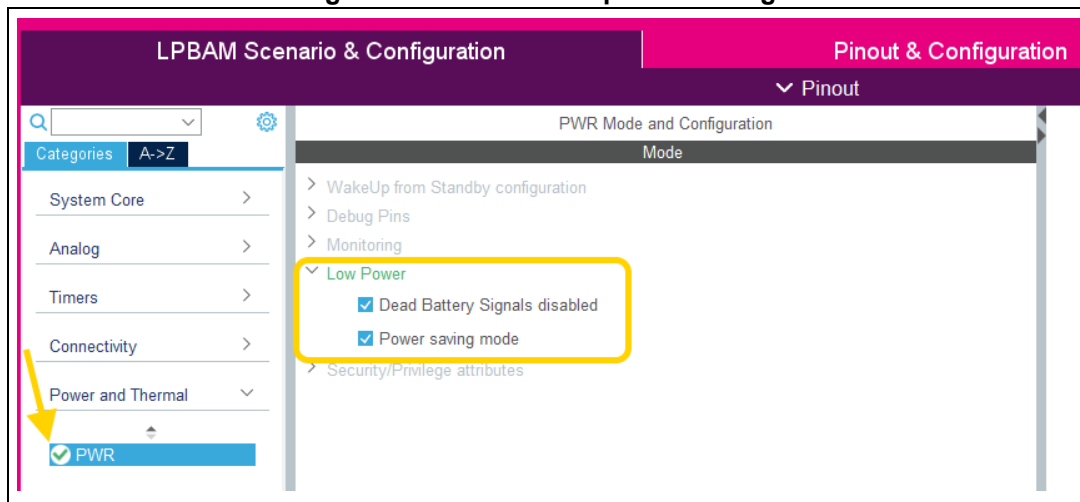 LPBAM Scenario & Configuration
Pinout & Configuration
Pinout
PWR Mode and Configuration
Mode
Categories A->Z
System Core
Analog
Timers
Connectivity
Power and Thermal
PWR
WakeUp from Standby configuration
Debug Pins
Monitoring
Low Power
Dead Battery Signals disabled
Power saving mode
Security/Privilege attributes